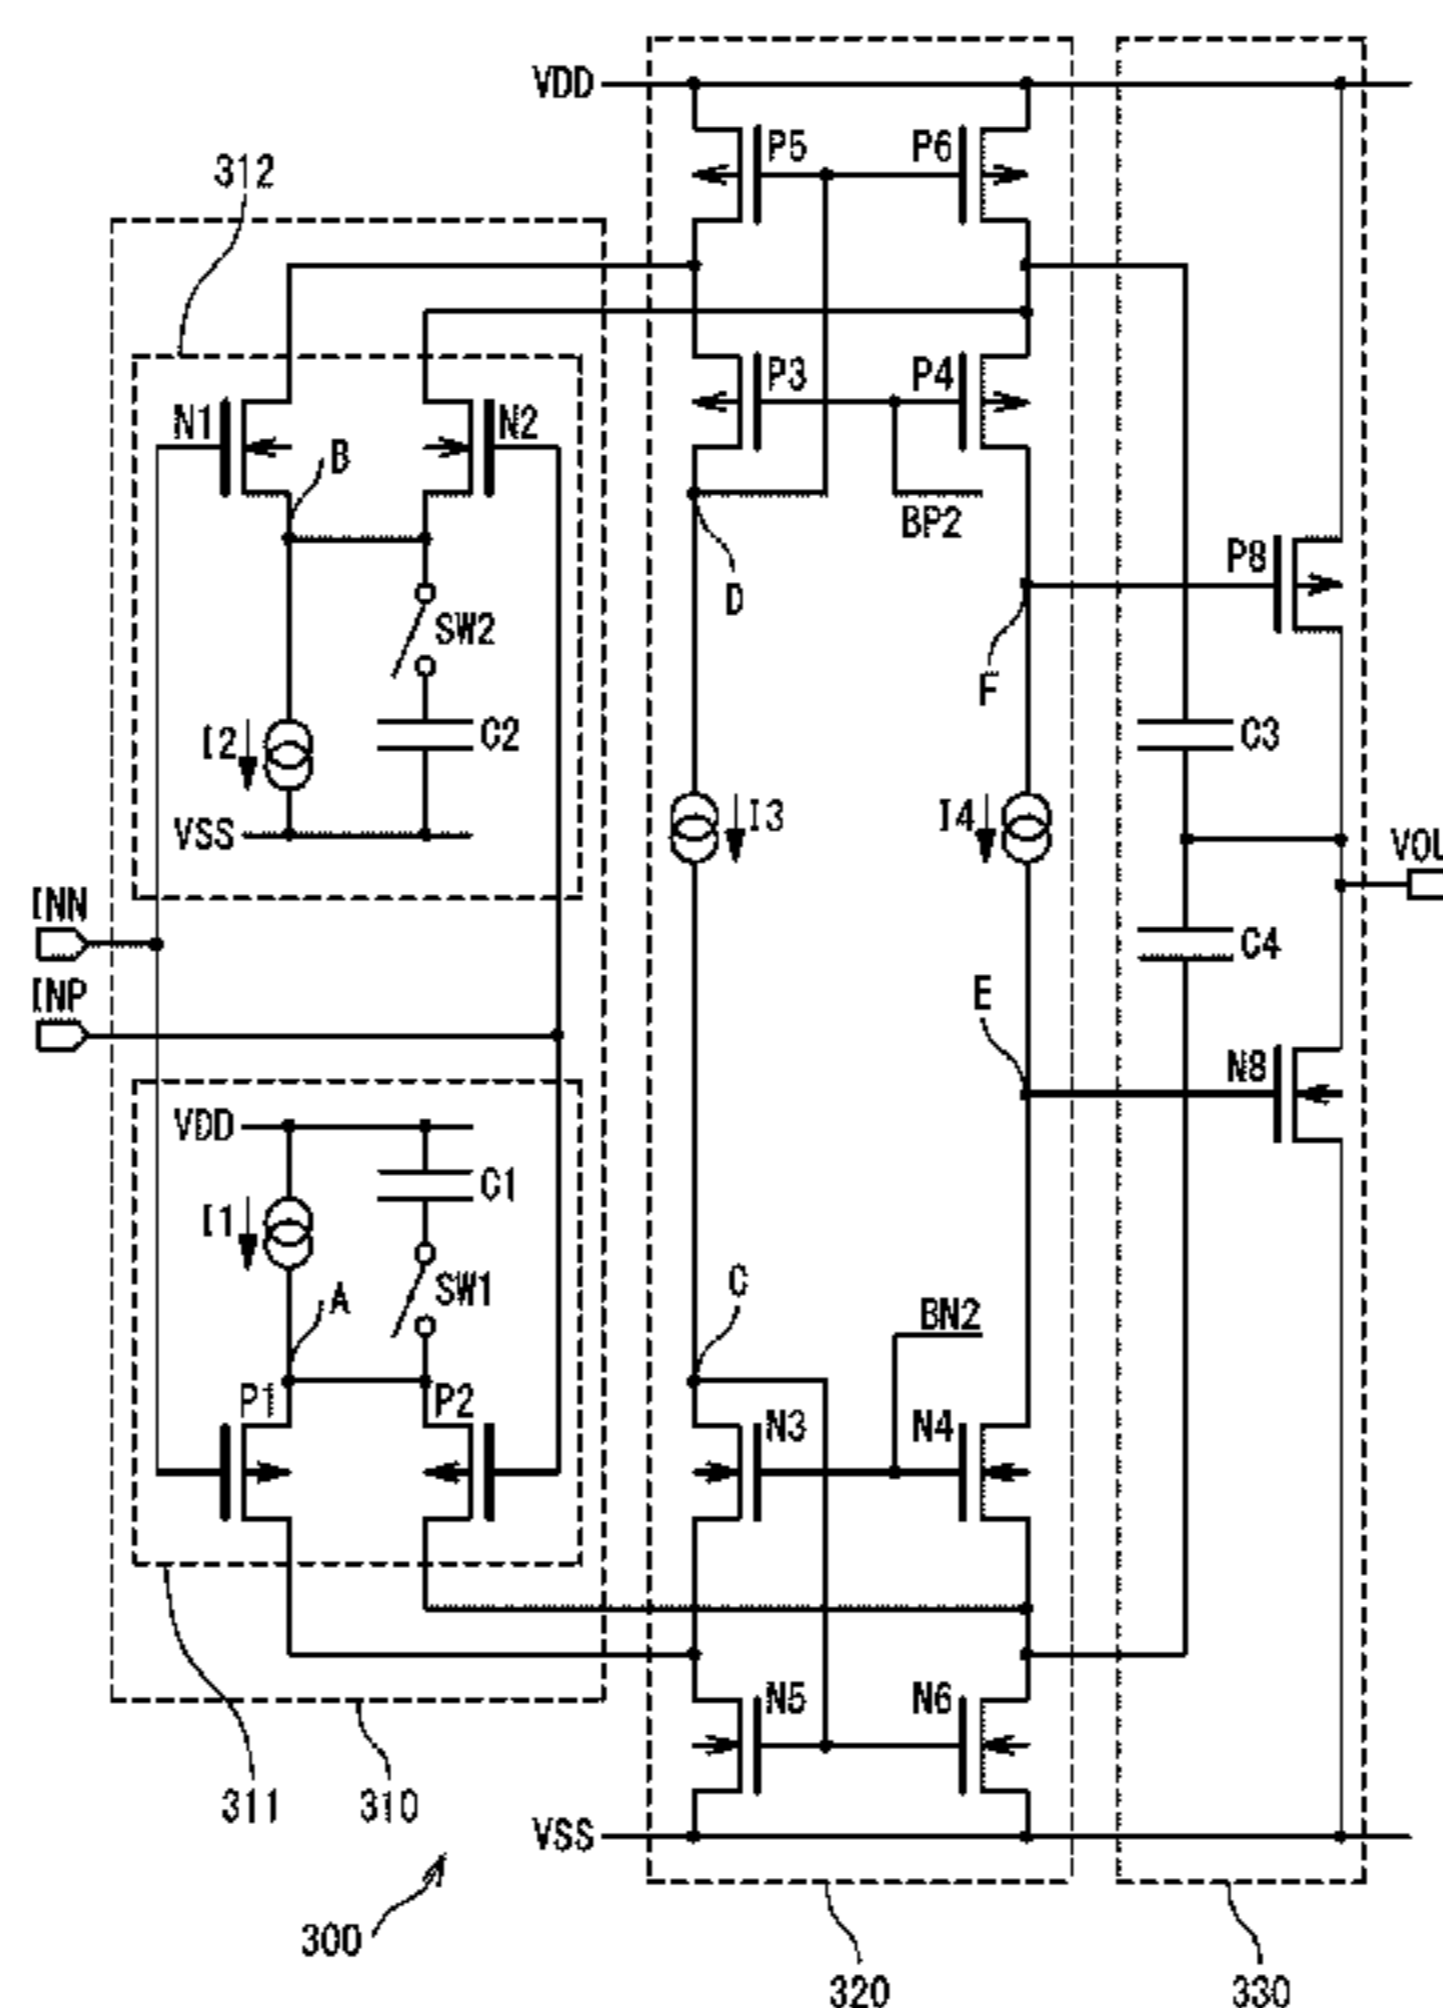 VDD
P5 P6
312
P3 P4
N1 N2
B
BP2
P8
D
SW2
F
I2 C2 C3
I3 I4
VSS
VOU
INN
C4
INP
E
N8
VDD
C1
I1
C
SW1
A
BN2
P1 P2
N3 N4
N5 N6
311 310
VSS
300
320 330